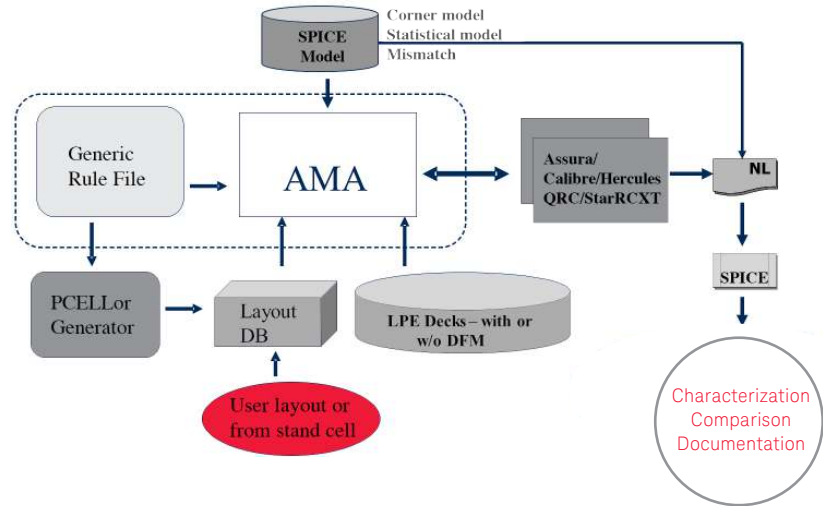 Corner model
SPICE
Model
Statistical model
Mismatch
Generic
Rule File
AMA
Assura/
Calibre/Hercules
QRC/StarRCXT
NL
SPICE
PCELLor
Generator
Layout
DB
LPE Decks – with or
w/o DFM
User layout or
from stand cell
Characterization
Comparison
Documentation